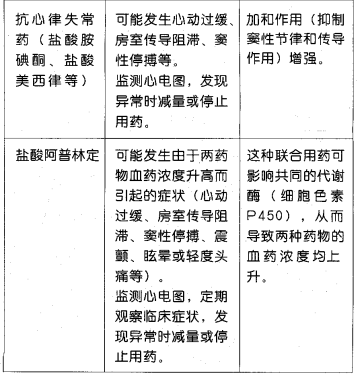 抗心律失常
药（盐酸胺
碘酮、盐酸
美西律等）
可能发生心动过缓、
房室传导阻滞、窦
性停搏等。
监测心电图，发现
异常时减量或停止
用药。
加和作用（抑制
窦性节律和传导
作用）增强。
盐酸阿普林定
可能发生由于两药
物血药浓度升高而
引起的症状（心动
过缓、房室传导阻
滞、窦性停搏、震
颤、眩晕或轻度头
痛等）。
监测心电图，定期
观察临床症状，发
现异常时减量或停
止用药。
这种联合用药可
影响共同的代谢
酶（细胞色素
P450），从而
导致两种药物的
血药浓度均上
升。